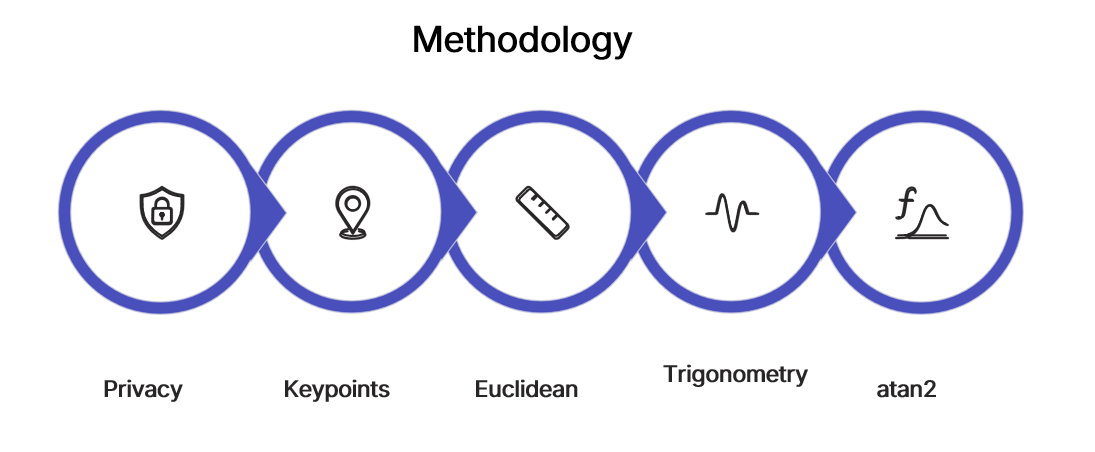 Methodology
Privacy
Keypoints
Euclidean
Trigonometry
atan2